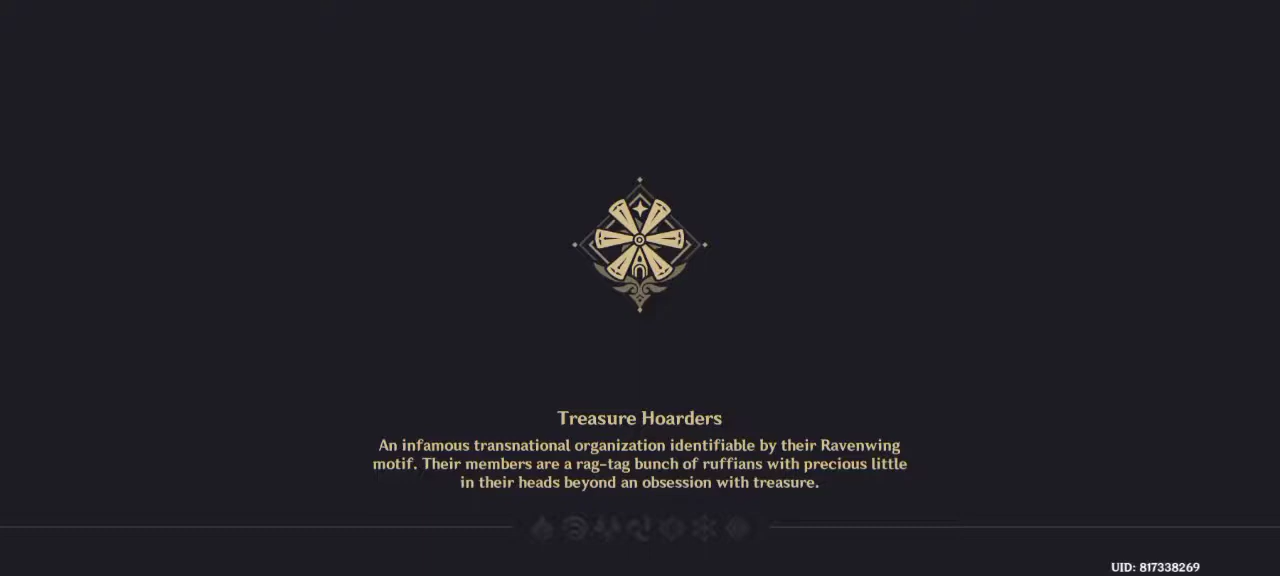 Treasure Hoarders
An infamous transnational organization identifiable by their Ravenwing
motif. Their members are a rag-tag bunch of ruffians with precious little
in their heads beyond an obsession with treasure.
UID: 817338269